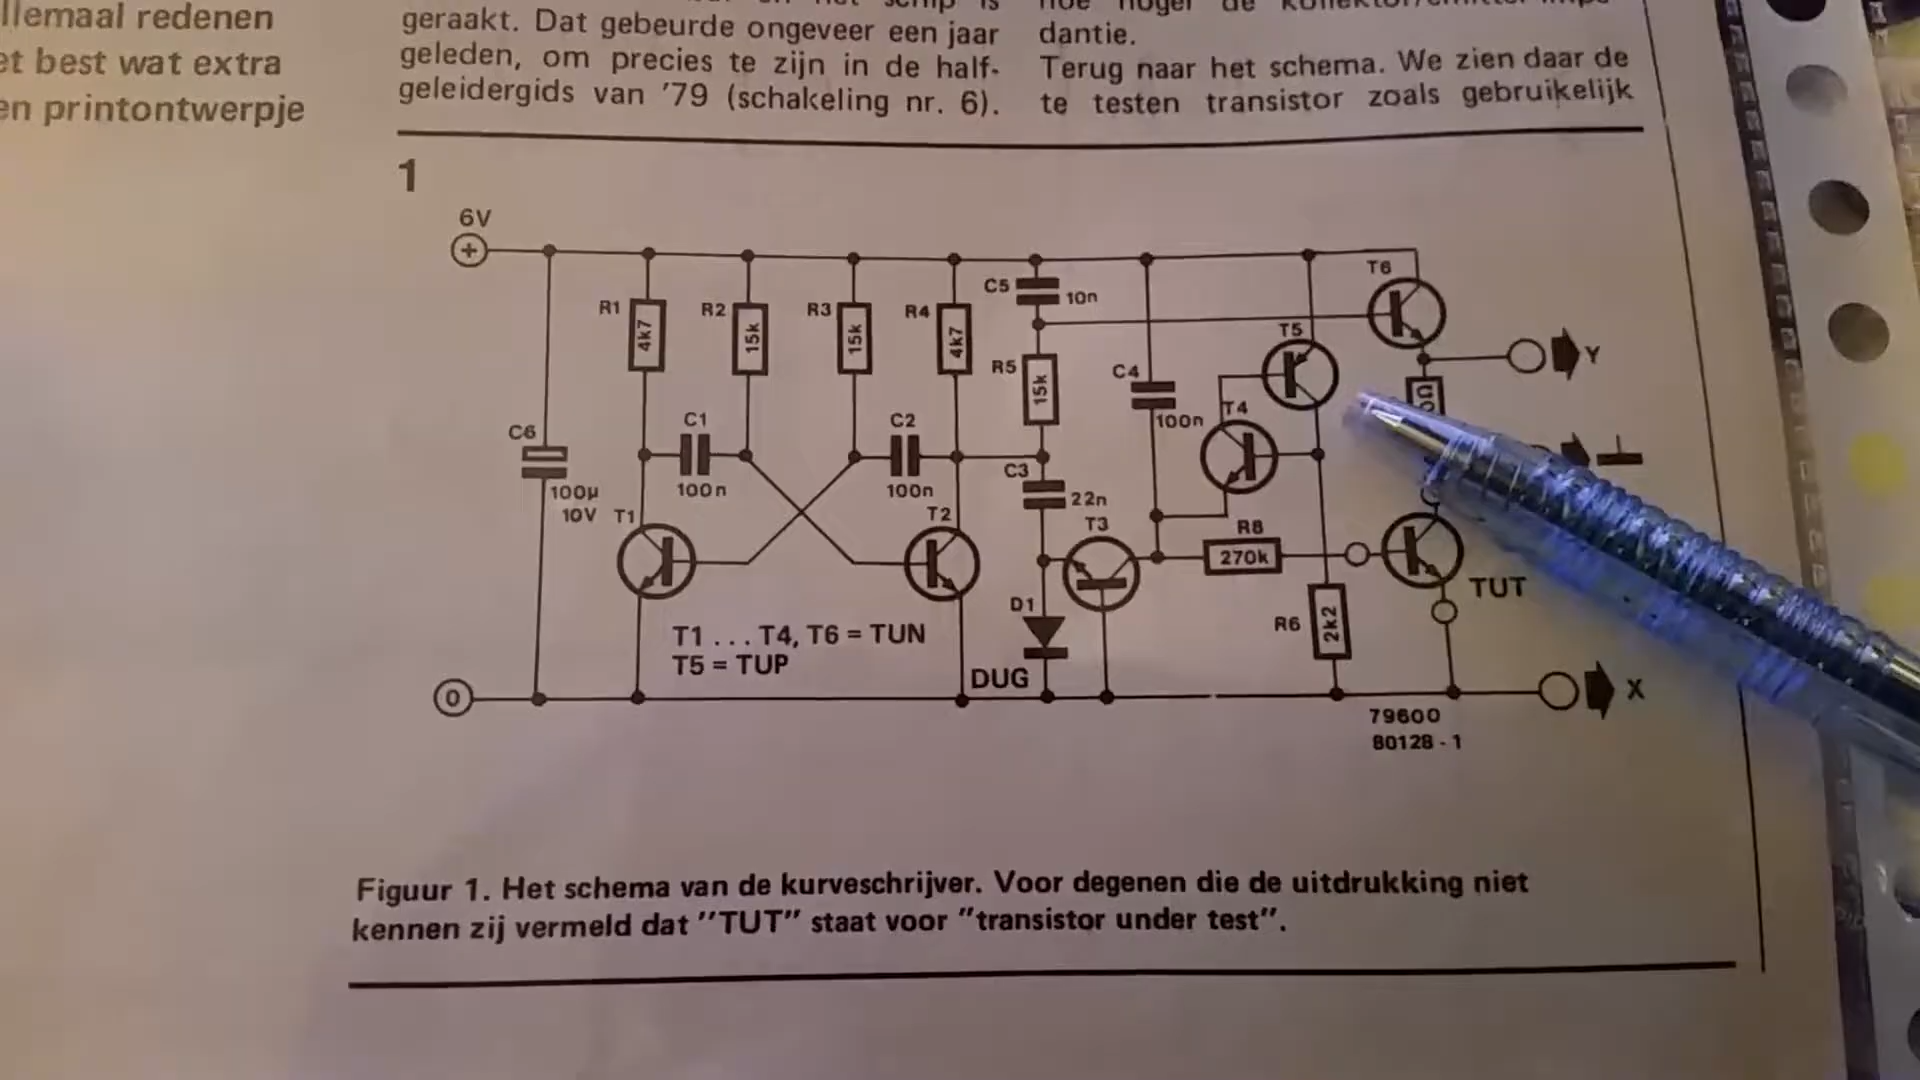 llemaal redenen
et best wat extra
en printontwerpje
geraakt. Dat gebeurde ongeveer een jaar
geleden, om precies te zijn in de half-
geleidergids van '79 (schakeling nr. 6).
dantie.
Terug naar het schema. We zien daar de
te testen transistor zoals gebruikelijk
1
6V
+
C6
100µ
10V
R1
4k7
R2
15k
R3
15k
R4
4k7
C5
10n
R5
15k
C1
100n
C2
100n
C3
22n
C4
100n
T1
T2
T3
T4
T5
T6
Y
R8
270k
D1
DUG
R6
2k2
TUT
T1 ... T4, T6 = TUN
T5 = TUP
0
X
79600
80128 - 1
Figuur 1. Het schema van de kurveschrijver. Voor degenen die de uitdrukking niet
kennen zij vermeld dat "TUT" staat voor "transistor under test".